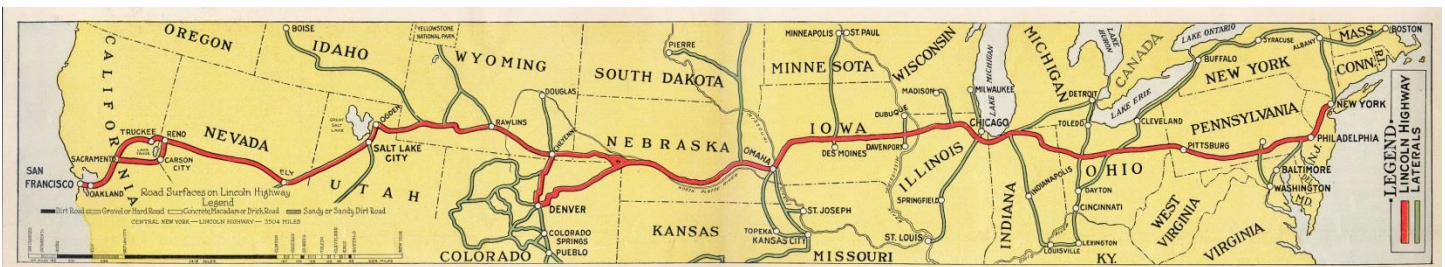 OREGON
CALIFORNIA
BOISE
IDAHO
YELLOWSTONE
NATIONAL PARK
WYOMING
PIERRE
SOUTH DAKOTA
MINNEAPOLIS
ST. PAUL
MINNESOTA
WISCONSIN
LAKE MICHIGAN
MICHIGAN
LAKE
HURON
CANADA
LAKE ONTARIO
SYRACUSE
ALBANY
MASS.
BOSTON
BUFFALO
NEW YORK
CONN.
R.I.
DOUGLAS
MADISON
MILWAUKEE
DETROIT
LAKE ERIE
TRUCKEE
RENO
NEVADA
GREAT
SALT
LAKE
OGDEN
RAWLINS
CHEYENNE
NEBRASKA
MISSOURI
IOWA
DUBUQUE
CHICAGO
TOLEDO
CLEVELAND
PENNSYLVANIA
NEW YORK
SACRAMENTO
LAKE TAHOE
CARSON
CITY
SALT LAKE
CITY
OMAHA
DES MOINES
DAVENPORT
PITTSBURG
PHILADELPHIA
SAN
FRANCISCO
OAKLAND
ELY
UTAH
NORTH PLATTE RIVER
ILLINOIS
INDIANAPOLIS
OHIO
DAYTON
N.J.
BALTIMORE
WASHINGTON
DEL.
MD.
Road Surfaces on Lincoln Highway
Legend
Dirt Road Gravel or Hard Road Concrete Macadam or Brick Road Sandy or Sandy Dirt Road
CENTRAL NEW YORK — LINCOLN HIGHWAY — 3504 MILES
DENVER
COLORADO
SPRINGS
PUEBLO
COLORADO
KANSAS
ST. JOSEPH
TOPEKA
KANSAS CITY
MISSOURI
SPRINGFIELD
ST. LOUIS
INDIANA
CINCINNATI
LOUISVILLE
LEXINGTON
KY.
WEST
VIRGINIA
VIRGINIA
LEGEND
LINCOLN HIGHWAY
LATERALS